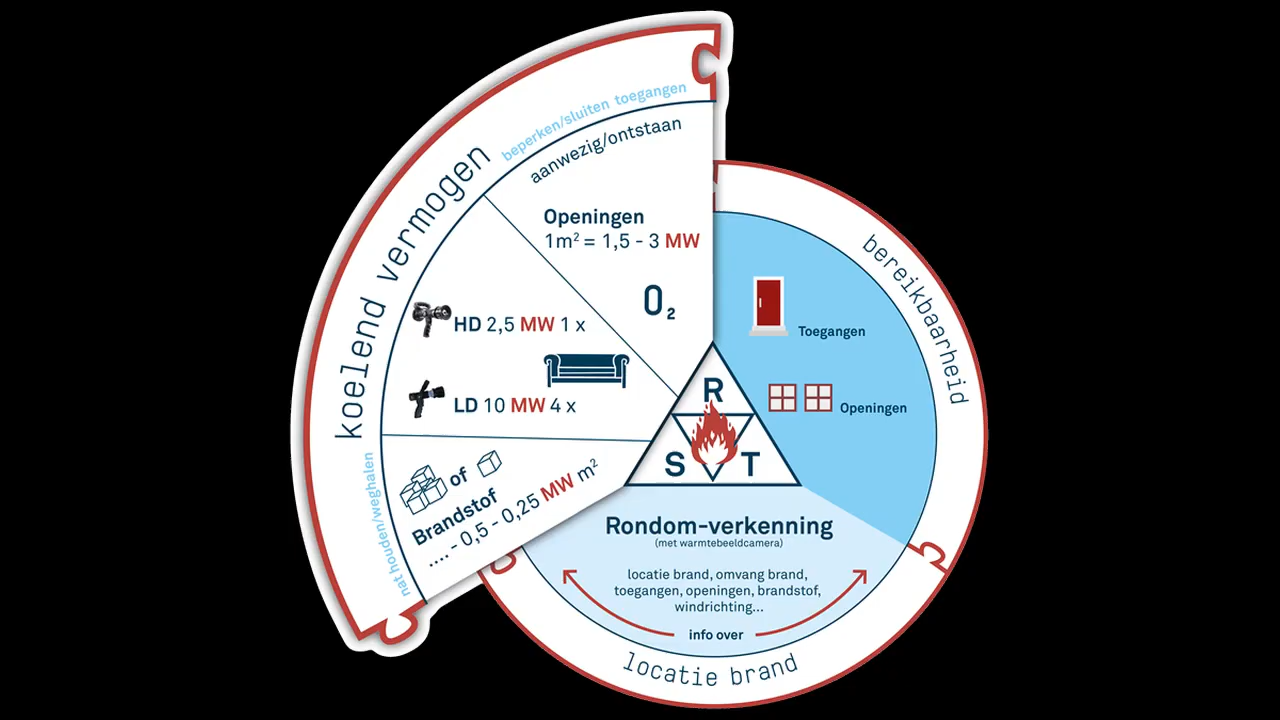 koelend vermogen
beperken/sluiten toegangen
aanwezig/ontstaan
Openingen
1m² = 1,5 - 3 MW
O₂
HD 2,5 MW 1 x
LD 10 MW 4 x
nat houden/weghalen
of
Brandstof
.... - 0,5 - 0,25 MW m²
bereikbaarheid
Toegangen
Openingen
R
S T
Rondom-verkenning
(met warmtebeeldcamera)
locatie brand, omvang brand,
toegangen, openingen, brandstof,
windrichting...
info over
locatie brand